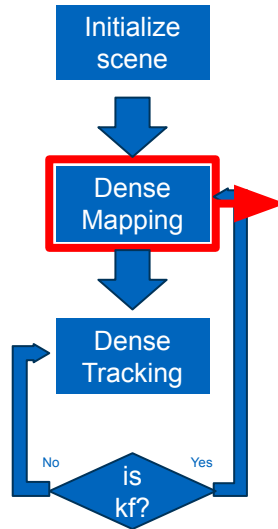 Initialize
scene
Dense
Mapping
Dense
Tracking
No
Yes
is
kf?